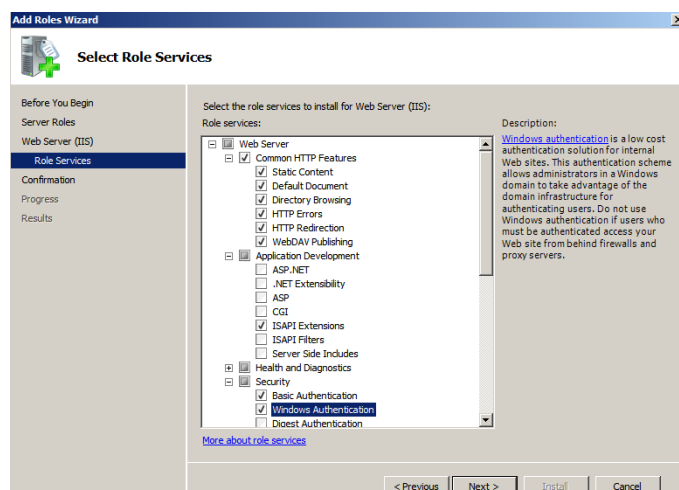 Add Roles Wizard
Select Role Services
Before You Begin
Server Roles
Web Server (IIS)
Role Services
Confirmation
Progress
Results
Select the role services to install for Web Server (IIS):
Role services:
Web Server
Common HTTP Features
Static Content
Default Document
Directory Browsing
HTTP Errors
HTTP Redirection
WebDAV Publishing
Application Development
ASP.NET
.NET Extensibility
ASP
CGI
ISAPI Extensions
ISAPI Filters
Server Side Includes
Health and Diagnostics
Security
Basic Authentication
Windows Authentication
Digest Authentication
More about role services
Description:
Windows authentication is a low cost
authentication solution for internal
Web sites. This authentication scheme
allows administrators in a Windows
domain to take advantage of the
domain infrastructure for
authenticating users. Do not use
Windows authentication if users who
must be authenticated access your
Web site from behind firewalls and
proxy servers.
< Previous
Next >
Install
Cancel